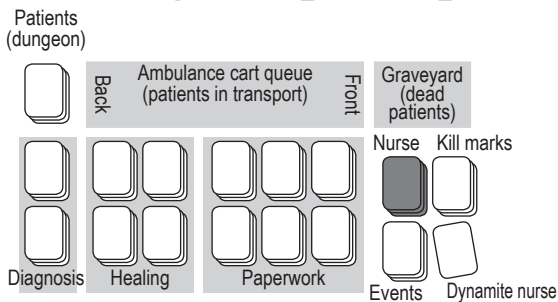 Patients
(dungeon)
Back
Ambulance cart queue
(patients in transport)
Front
Graveyard
(dead
patients)
Nurse
Kill marks
Diagnosis
Healing
Paperwork
Events
Dynamite nurse